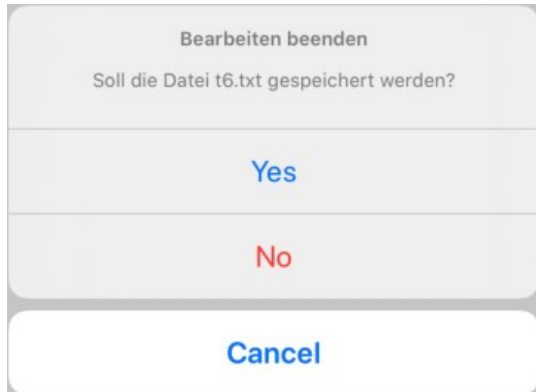 Bearbeiten beenden
Soll die Datei t6.txt gespeichert werden?
Yes
No
Cancel